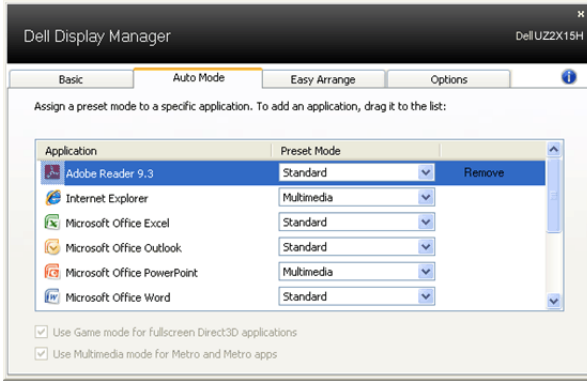 Dell Display Manager
Dell UZ2X15H
Basic Auto Mode Easy Arrange Options
Assign a preset mode to a specific application. To add an application, drag it to the list:
Application Preset Mode
Adobe Reader 9.3 Standard Remove
Internet Explorer Multimedia
Microsoft Office Excel Standard
Microsoft Office Outlook Standard
Microsoft Office PowerPoint Multimedia
Microsoft Office Word Standard
Use Game mode for fullscreen Direct3D applications
Use Multimedia mode for Metro and Metro apps